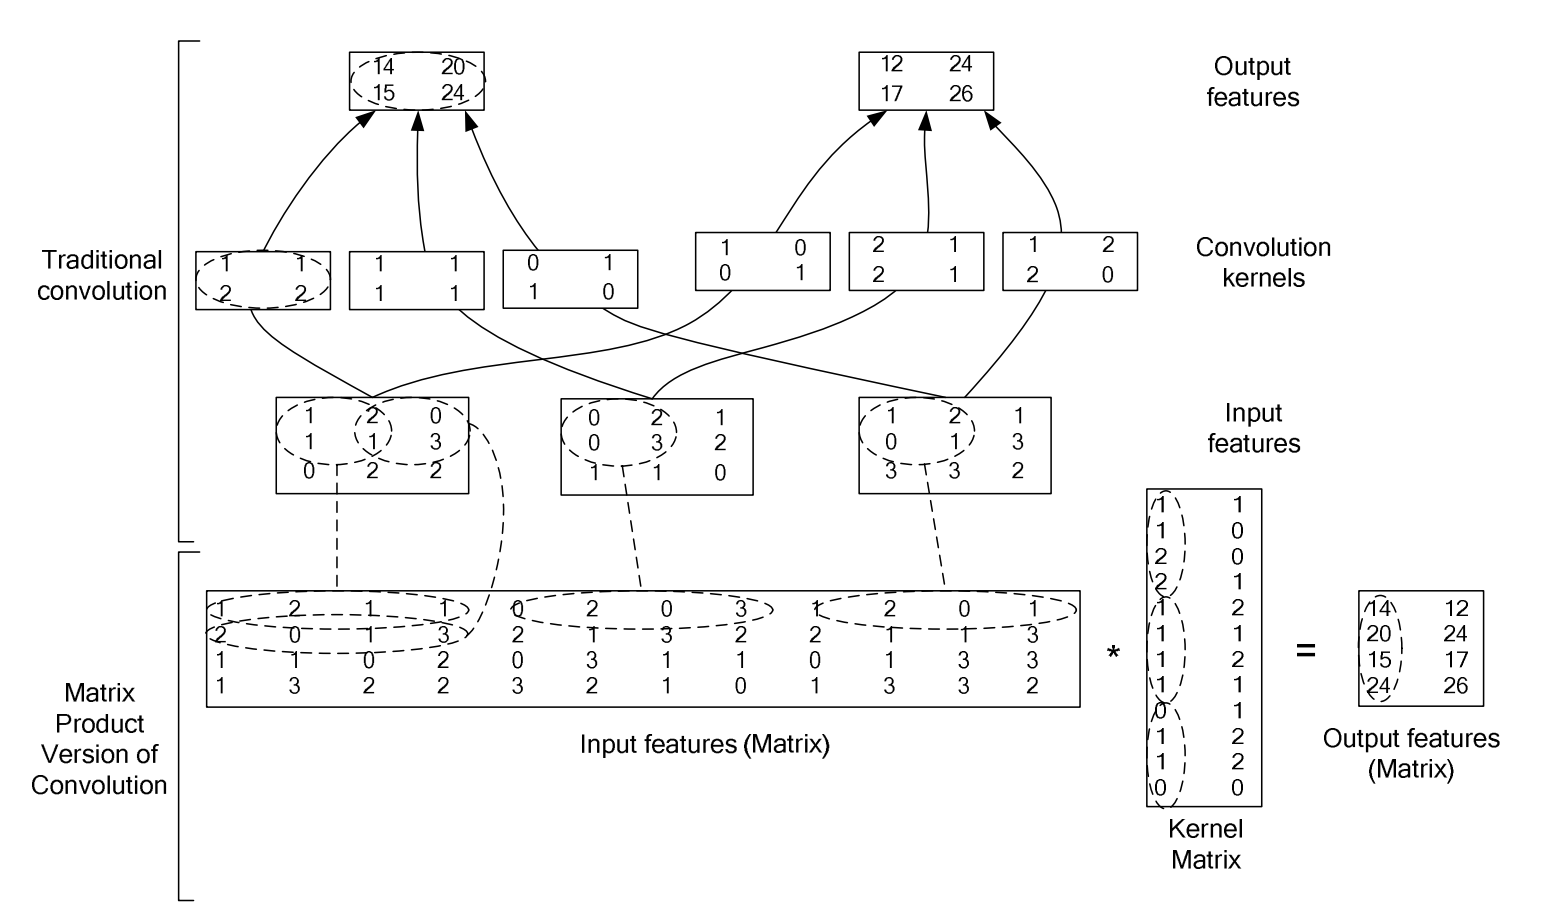 14 20
15 24
12 24
17 26
Output
features
Traditional
convolution
1 1
2 2
1 1
1 1
0 1
1 0
1 0
0 1
2 1
2 1
1 2
2 0
Convolution
kernels
1 2 0
1 1 3
0 2 2
0 2 1
0 3 2
1 1 0
1 2 1
0 1 3
3 3 2
Input
features
Matrix
Product
Version of
Convolution
1 2 1 1 0 2 0 3 1 2 0 1
2 0 1 3 2 1 3 2 2 1 1 3
1 1 0 2 0 3 1 1 0 1 3 3
1 3 2 2 3 2 1 0 1 3 3 2
Input features (Matrix)
*
1 1
1 0
2 0
2 1
1 2
1 1
1 2
1 1
0 1
1 2
1 2
0 0
Kernel
Matrix
=
14 12
20 24
15 17
24 26
Output features
(Matrix)